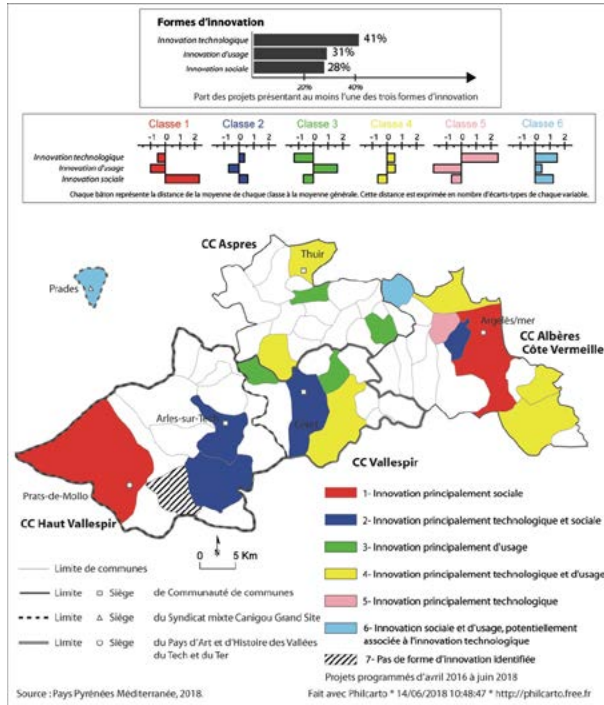 Formes d'innovation
Innovation technologique 41%
Innovation d'usage 31%
Innovation sociale 28%
20% 40%
Part des projets présentant au moins l'une des trois formes d'innovation
Classe 1 Classe 2 Classe 3 Classe 4 Classe 5 Classe 6
-1 0 1 2 -1 0 1 2 -1 0 1 2 -1 0 1 2 -1 0 1 2 -1 0 1 2
Innovation technologique
Innovation d'usage
Innovation sociale
Chaque bâton représente la distance de la moyenne de chaque classe à la moyenne générale. Cette distance est exprimée en nombre d'écarts-types de chaque variable.
CC Aspres
Thuir
Prades
Argelès/mer
CC Albères
Côte Vermeille
Arles-sur-Tech
Céret
CC Vallespir
Prats-de-Mollo
CC Haut Vallespir
0 5 Km
1- Innovation principalement sociale
2- Innovation principalement technologique et sociale
3- Innovation principalement d'usage
4- Innovation principalement technologique et d'usage
5- Innovation principalement technologique
6- Innovation sociale et d'usage, potentiellement
associée à l'innovation technologique
7- Pas de forme d'innovation identifiée
Limite de communes
Limite Siège de Communauté de communes
Limite Siège du Syndicat mixte Canigou Grand Site
Limite Siège du Pays d'Art et d'Histoire des Vallées
du Tech et du Ter
Projets programmés d'avril 2016 à juin 2018
Source : Pays Pyrénées Méditerranée, 2018. Fait avec Philcarto * 14/06/2018 10:48:47 * http://philcarto.free.fr